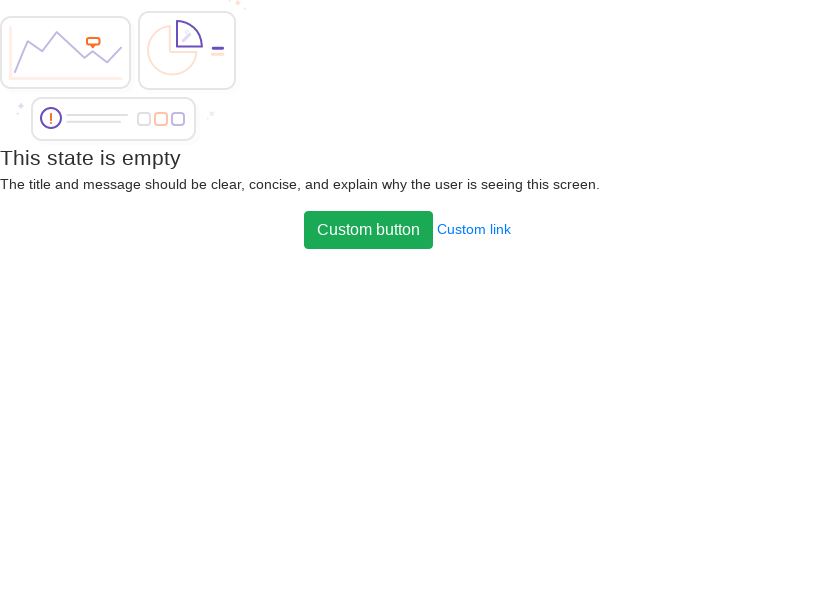 This state is empty
The title and message should be clear, concise, and explain why the user is seeing this screen.
Custom button Custom link